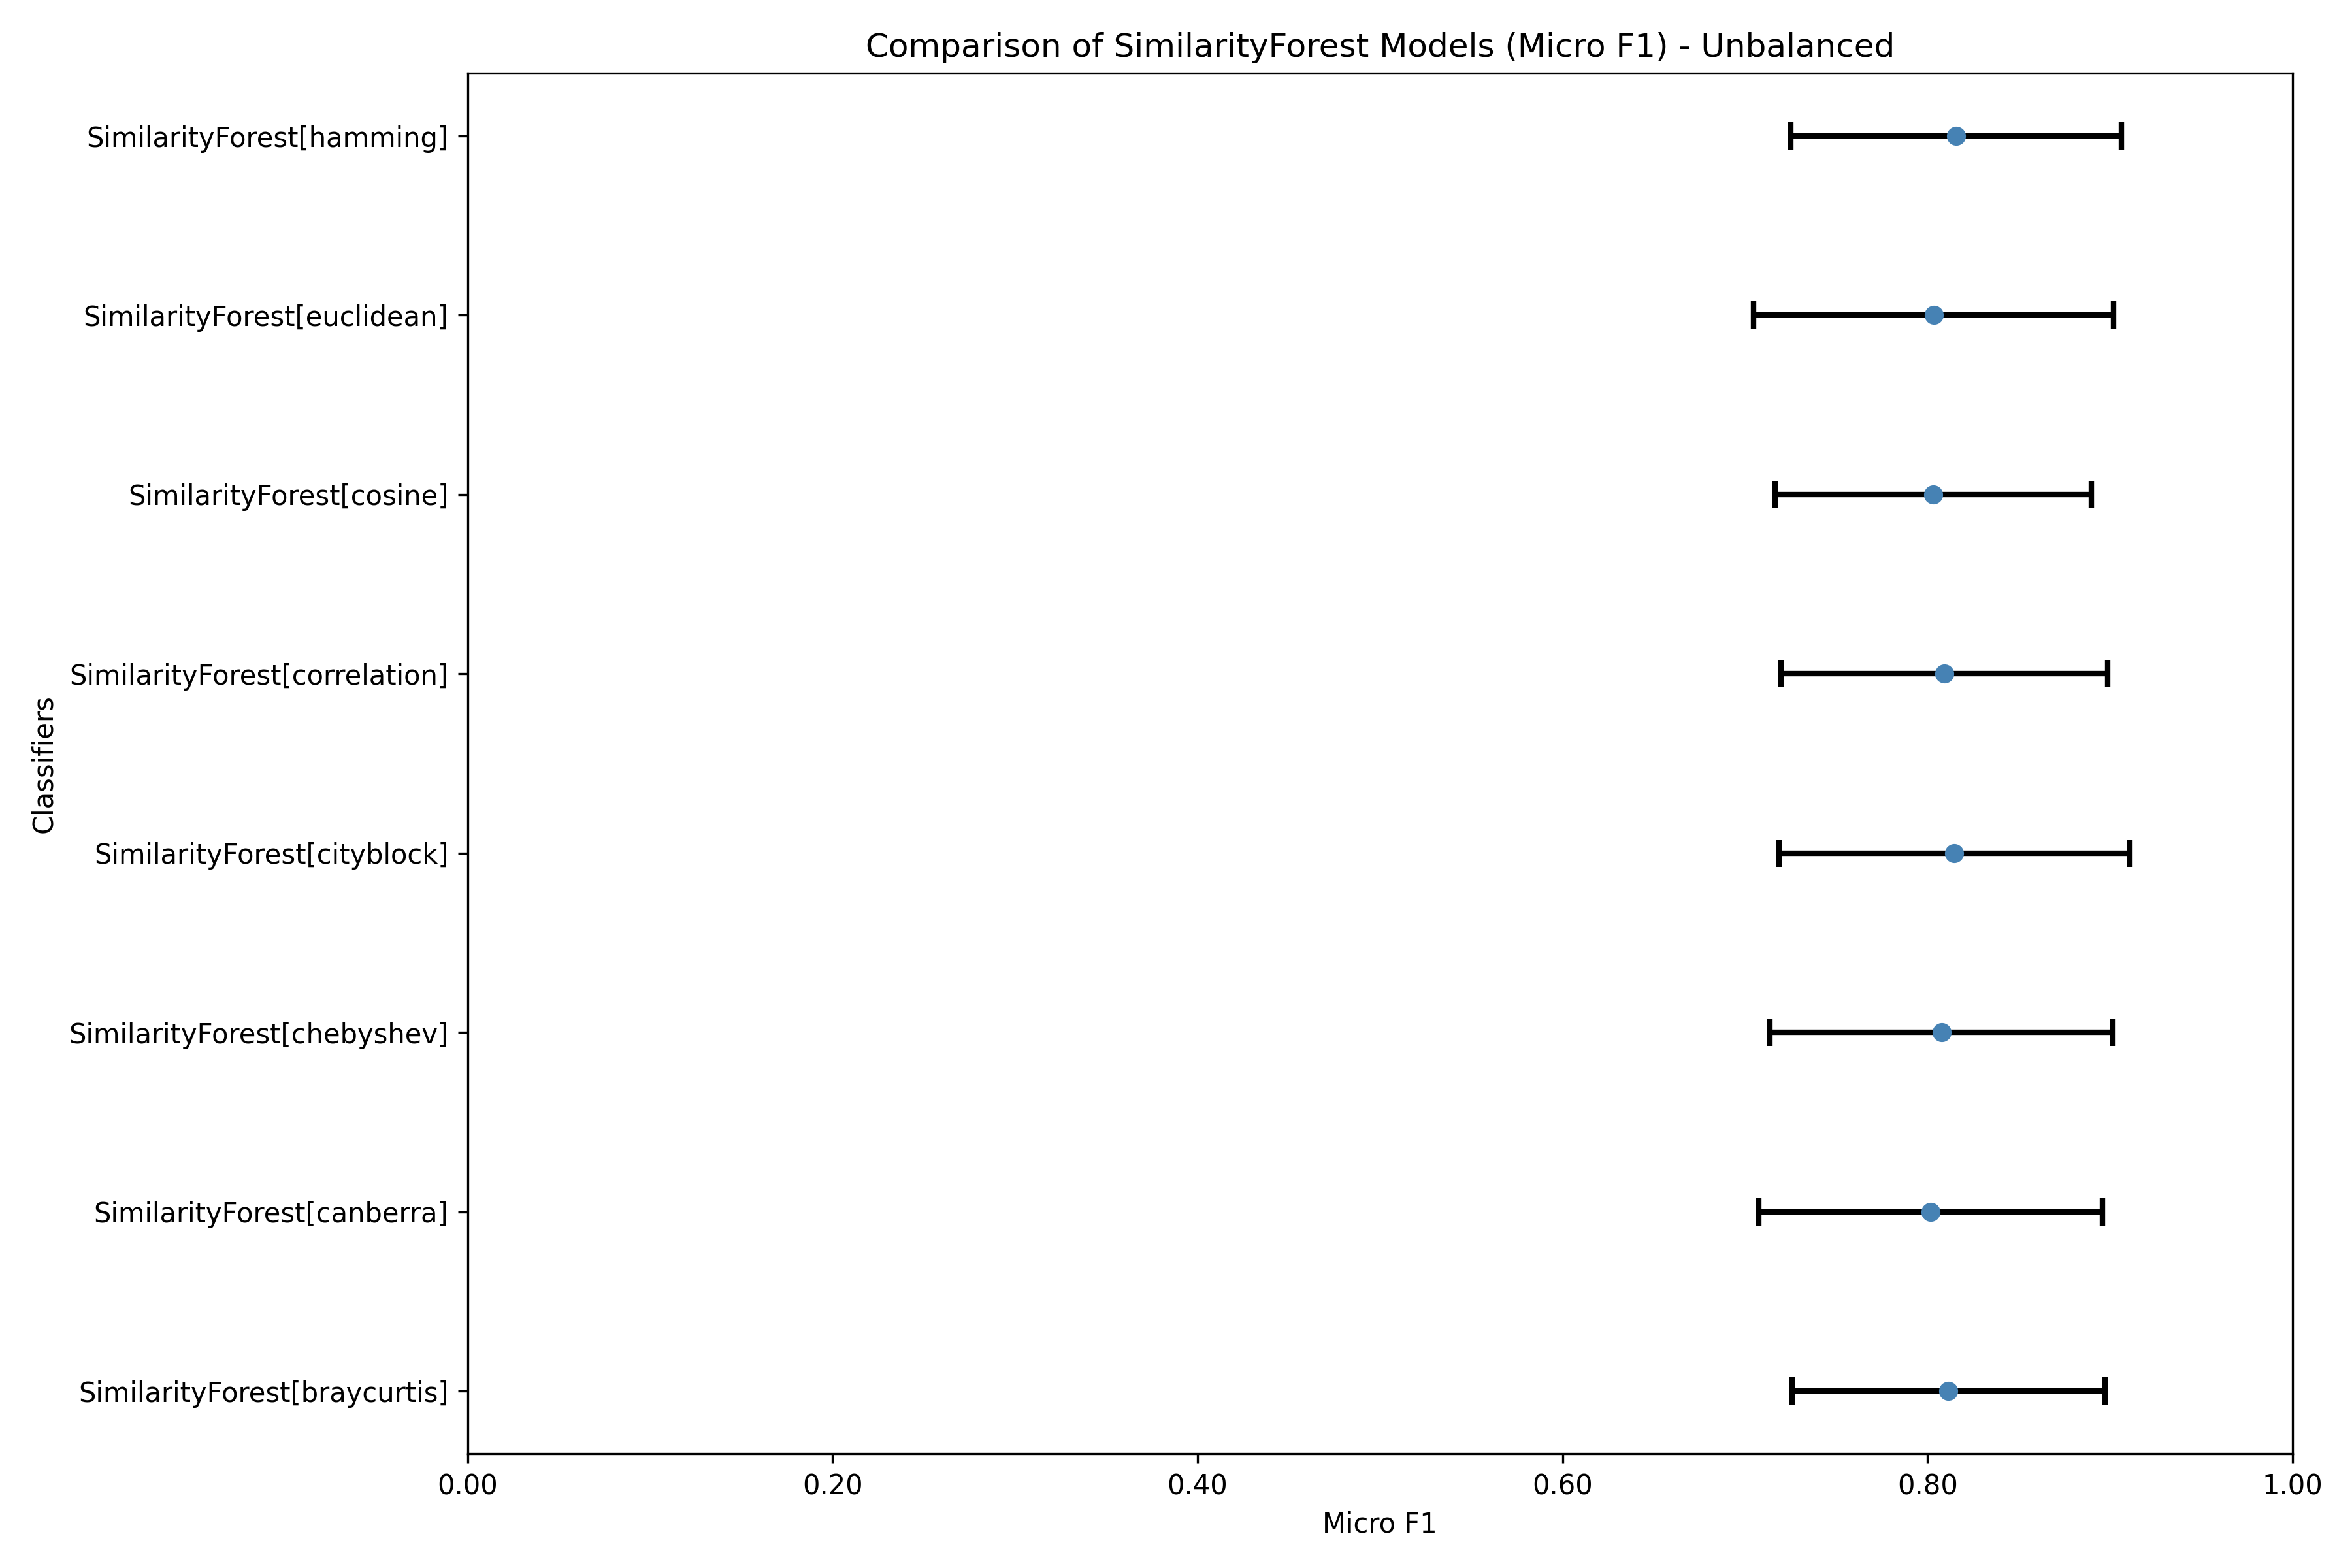 Comparison of SimilarityForest Models (Micro F1) - Unbalanced
SimilarityForest[hamming]
SimilarityForest[euclidean]
SimilarityForest[cosine]
SimilarityForest[correlation]
SimilarityForest[cityblock]
SimilarityForest[chebyshev]
SimilarityForest[canberra]
SimilarityForest[braycurtis]
Classifiers
0.00 0.20 0.40 0.60 0.80 1.00
Micro F1